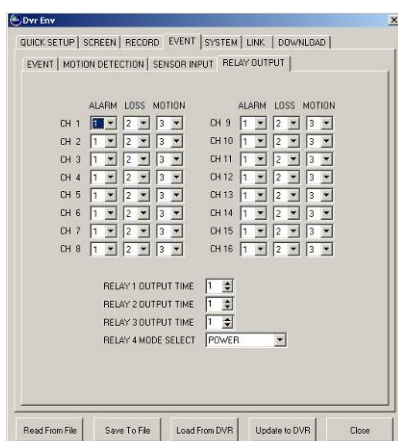 Dvr Env
QUICK SETUP SCREEN RECORD EVENT SYSTEM LINK DOWNLOAD
EVENT MOTION DETECTION SENSOR INPUT RELAY OUTPUT
ALARM LOSS MOTION ALARM LOSS MOTION
CH 1 1 2 3 CH 9 1 2 3
CH 2 1 2 3 CH 10 1 2 3
CH 3 1 2 3 CH 11 1 2 3
CH 4 1 2 3 CH 12 1 2 3
CH 5 1 2 3 CH 13 1 2 3
CH 6 1 2 3 CH 14 1 2 3
CH 7 1 2 3 CH 15 1 2 3
CH 8 1 2 3 CH 16 1 2 3
RELAY 1 OUTPUT TIME 1
RELAY 2 OUTPUT TIME 1
RELAY 3 OUTPUT TIME 1
RELAY 4 MODE SELECT POWER
Read From File Save To File Load From DVR Update to DVR Close